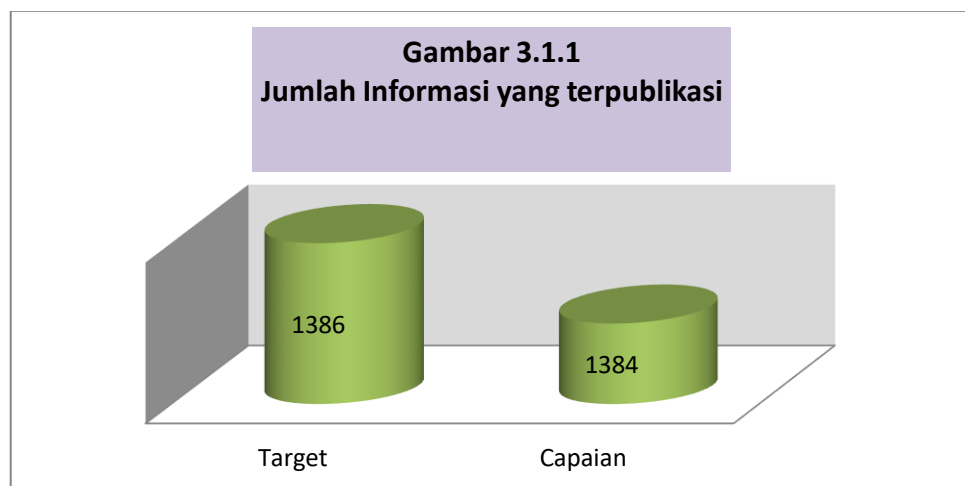 Gambar 3.1.1
Jumlah Informasi yang terpublikasi
1386
1384
Target
Capaian